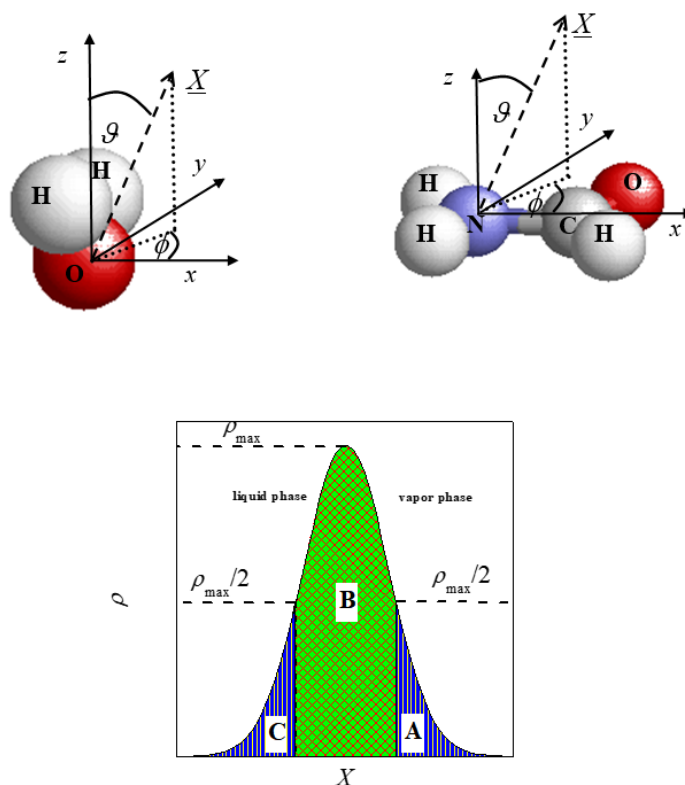 z
X
ϑ
y
H
H
O
ϕ
x
z
X
ϑ
y
H
O
N
ϕ
C
H
H
x
ρmax
liquid phase
vapor phase
ρmax/2
ρmax/2
B
ρ
C
A
X